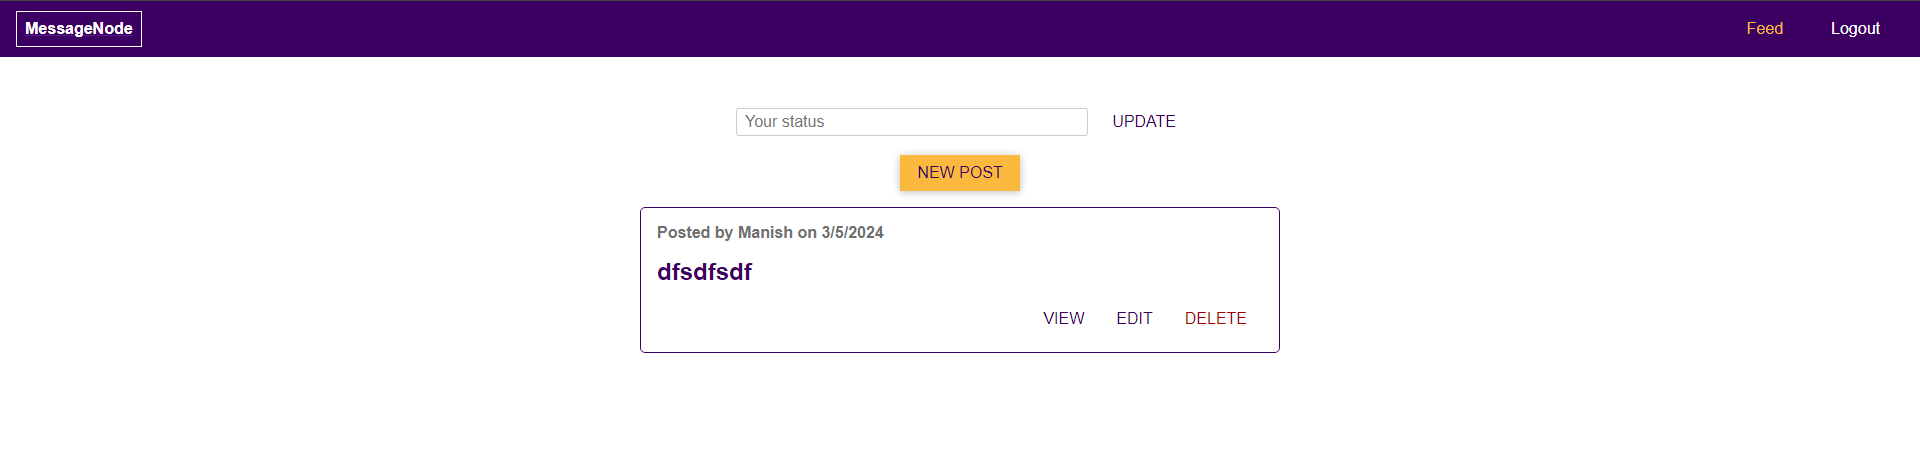 MessageNode Feed Logout
Your status UPDATE
NEW POST
Posted by Manish on 3/5/2024
dfsdfsdf
VIEW EDIT DELETE